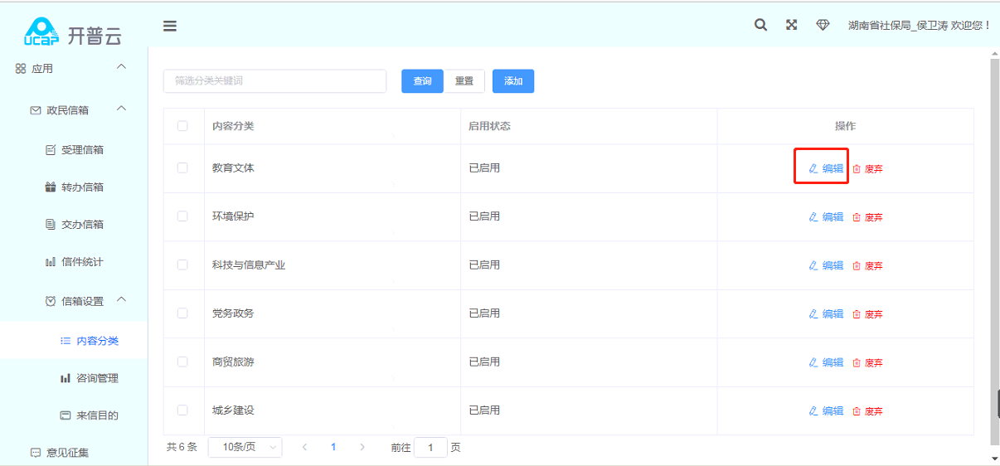 ucap 开普云
湖南省社保局_侯卫涛 欢迎您！
应用
政民信箱
受理信箱
转办信箱
交办信箱
信件统计
信箱设置
内容分类
咨询管理
来信目的
意见征集
筛选分类关键词 查询 重置 添加
内容分类 启用状态 操作
教育文体 已启用 编辑 废弃
环境保护 已启用 编辑 废弃
科技与信息产业 已启用 编辑 废弃
党务政务 已启用 编辑 废弃
商贸旅游 已启用 编辑 废弃
城乡建设 已启用 编辑 废弃
共 6 条 10条/页 1 前往 1 页